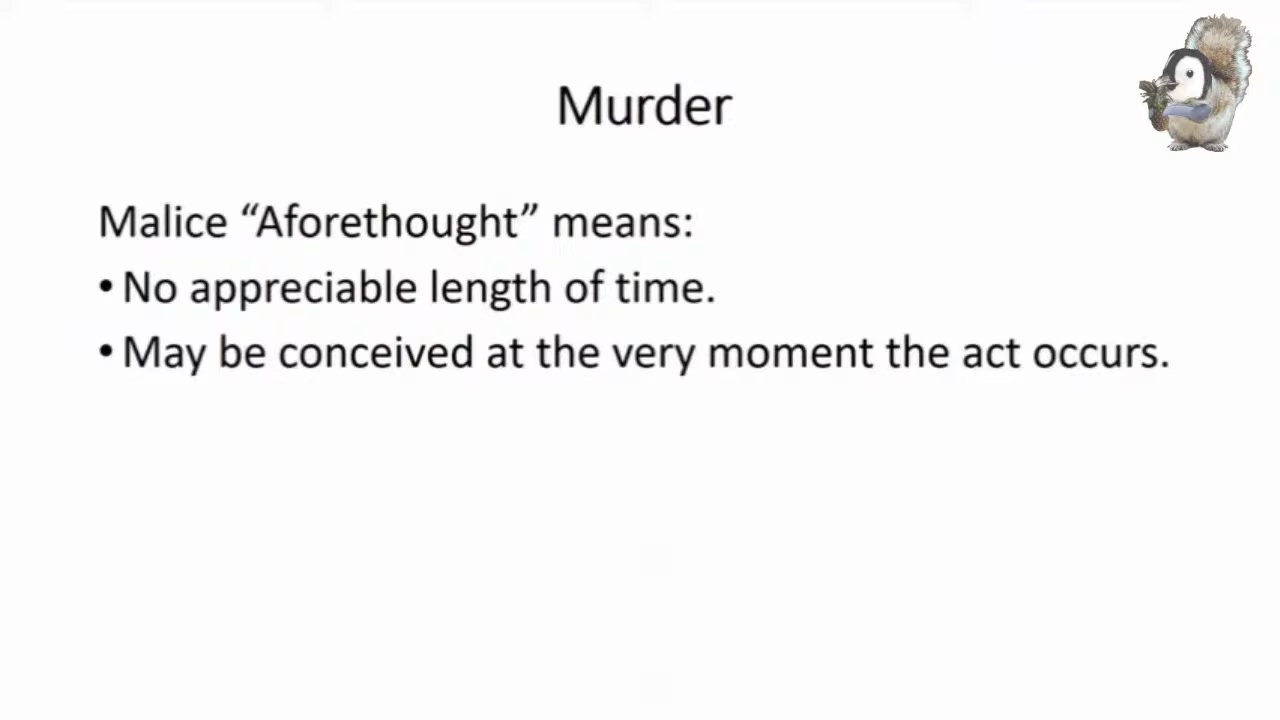 Murder
Malice “Aforethought” means:
• No appreciable length of time.
• May be conceived at the very moment the act occurs.